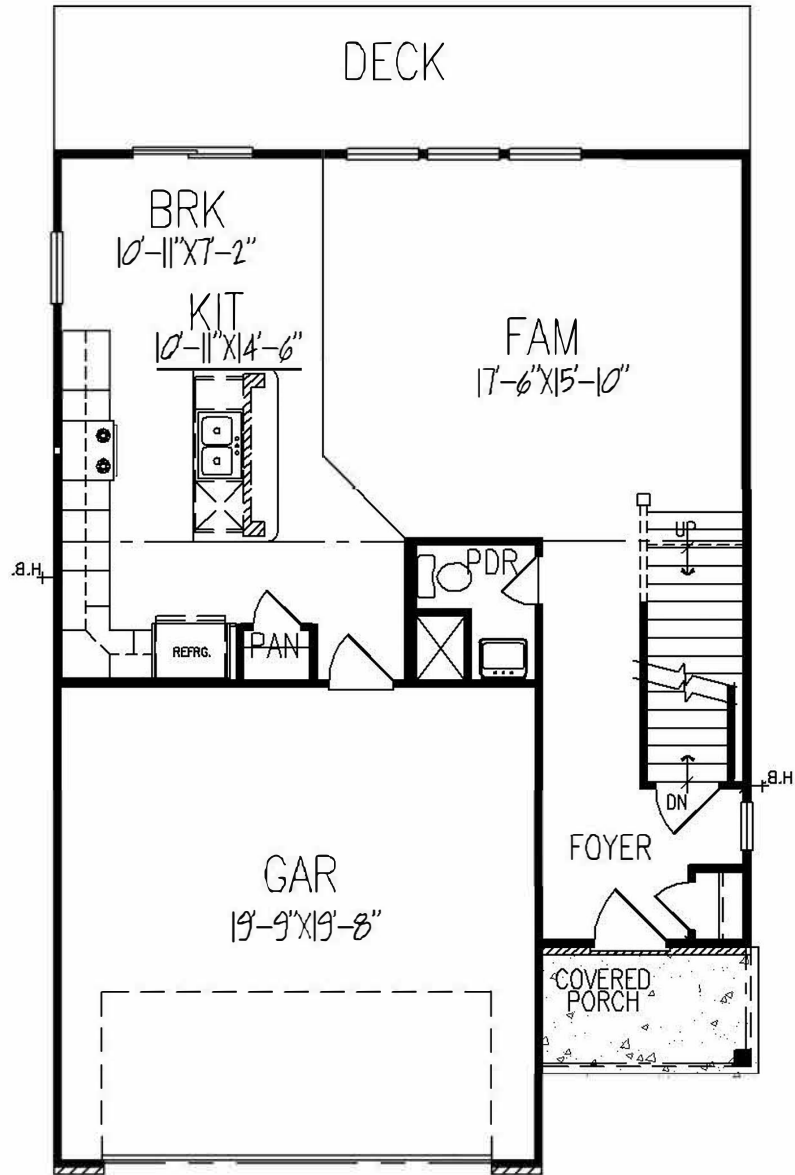 DECK
BRK
10'-11"X7'-2"
KIT
10'-11"X14'-6"
FAM
17'-6"X15'-10"
UP
PDR
H.B.
REFRG.
PAN
H.B.
DN
FOYER
GAR
19'-9"X19'-8"
COVERED
PORCH